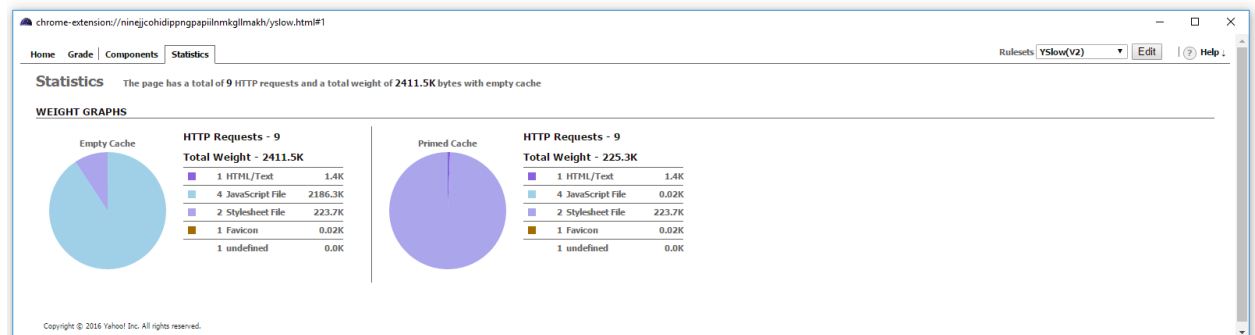 chrome-extension://ninejjcohidippngpapiilnmkgllmakh/yslow.html#1
Home Grade Components Statistics Rulesets YSlow(V2) Edit ? Help ↓
Statistics The page has a total of 9 HTTP requests and a total weight of 2411.5K bytes with empty cache
WEIGHT GRAPHS
Empty Cache
HTTP Requests - 9
Total Weight - 2411.5K
1 HTML/Text 1.4K
4 JavaScript File 2186.3K
2 Stylesheet File 223.7K
1 Favicon 0.02K
1 undefined 0.0K
Primed Cache
HTTP Requests - 9
Total Weight - 225.3K
1 HTML/Text 1.4K
4 JavaScript File 0.02K
2 Stylesheet File 223.7K
1 Favicon 0.02K
1 undefined 0.0K
Copyright © 2016 Yahoo! Inc. All rights reserved.